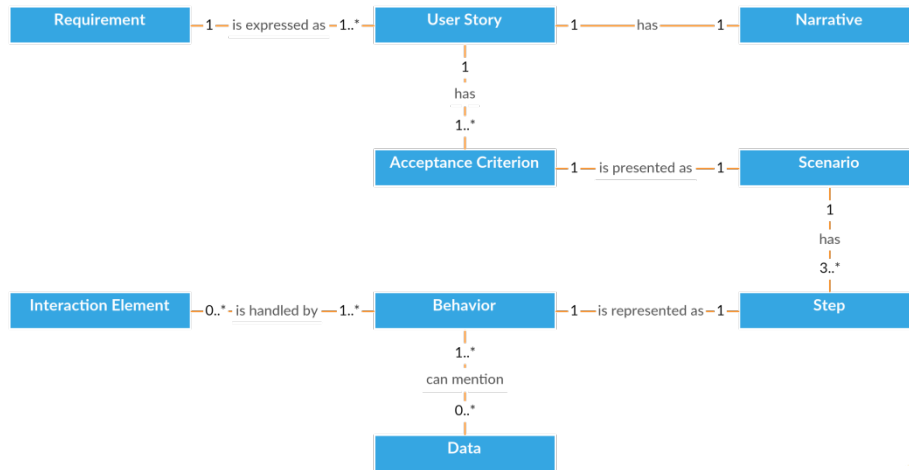 Requirement 1 is expressed as 1..* User Story 1 has 1 Narrative
1
has
1..*
Acceptance Criterion 1 is presented as 1 Scenario
1
has
3..*
Interaction Element 0..* is handled by 1..* Behavior 1 is represented as 1 Step
1..*
can mention
0..*
Data